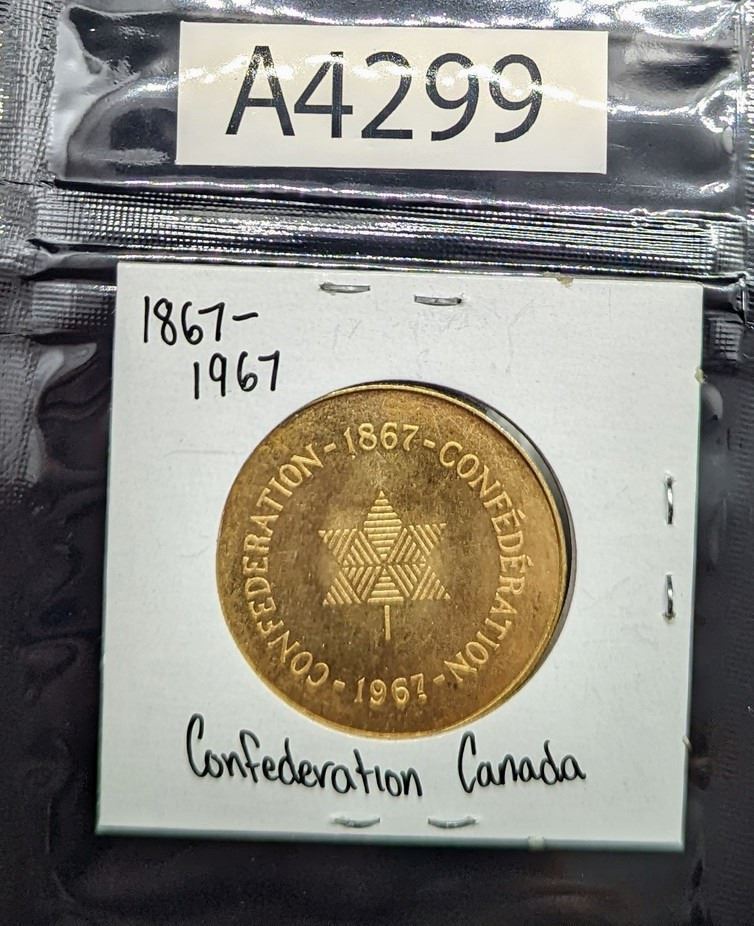 A4299
1867-
1967
CONFEDERATION - 1867 - CONFÉDÉRATION - 1967 -
Confederation Canada